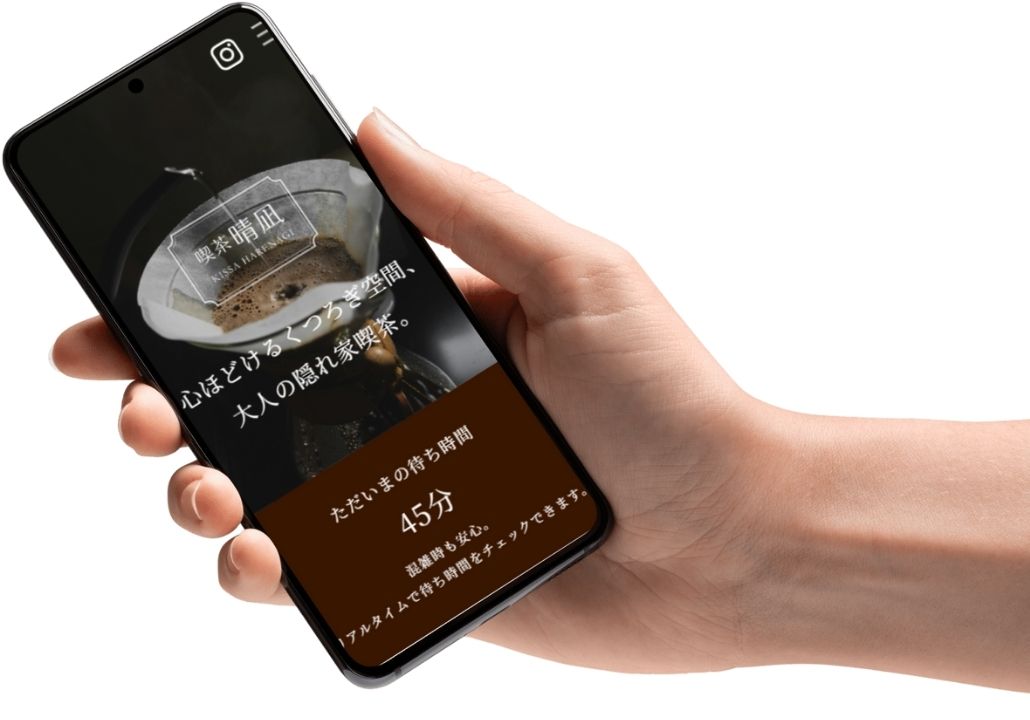 喫茶晴凪
KISSA HARENAGI
心ほどけるくつろぎ空間、
大人の隠れ家喫茶。
ただいまの待ち時間
45分
混雑時も安心。
リアルタイムで待ち時間をチェックできます。